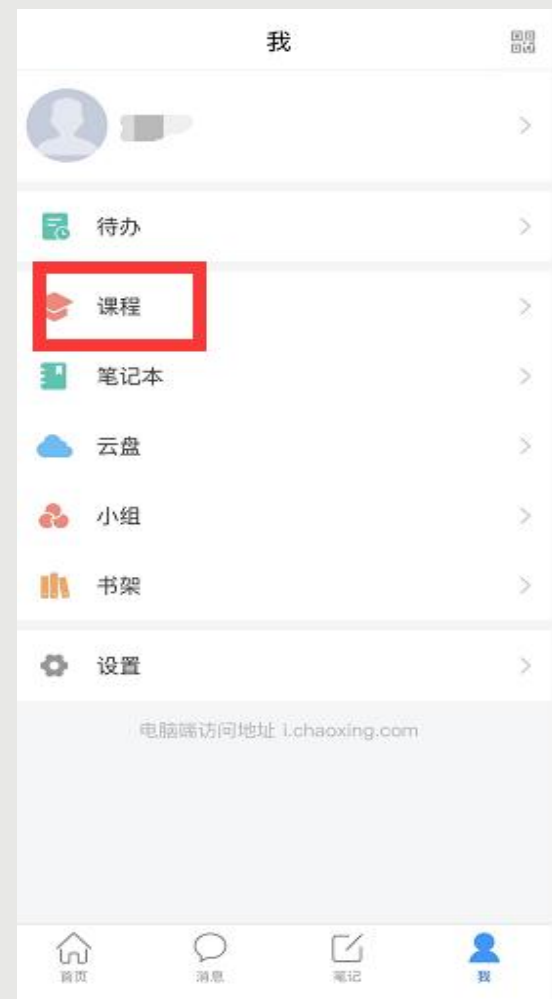 我
待办
课程
笔记本
云盘
小组
书架
设置
电脑端访问地址 i.chaoxing.com
首页
消息
笔记
我